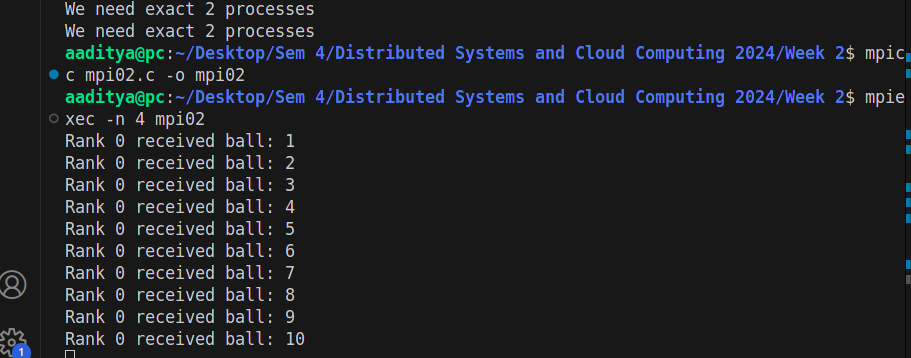 We need exact 2 processes
We need exact 2 processes
aaditya@pc:~/Desktop/Sem 4/Distributed Systems and Cloud Computing 2024/Week 2$ mpic
c mpi02.c -o mpi02
aaditya@pc:~/Desktop/Sem 4/Distributed Systems and Cloud Computing 2024/Week 2$ mpie
xec -n 4 mpi02
Rank 0 received ball: 1
Rank 0 received ball: 2
Rank 0 received ball: 3
Rank 0 received ball: 4
Rank 0 received ball: 5
Rank 0 received ball: 6
Rank 0 received ball: 7
Rank 0 received ball: 8
Rank 0 received ball: 9
Rank 0 received ball: 10
1